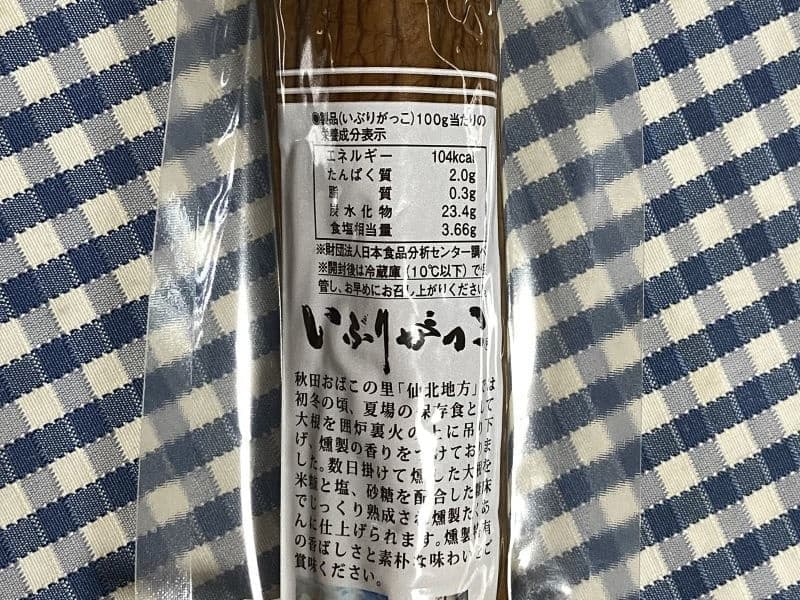 ●製品(いぶりがっこ)100g当たりの
栄養成分表示
エネルギー 104kcal
たんぱく質 2.0g
脂質 0.3g
炭水化物 23.4g
食塩相当量 3.66g
※財団法人日本食品分析センター調べ
※開封後は冷蔵庫(10℃以下)で
管し、お早めにお召し上がりください
いぶりがっこ
秋田おばこの里「仙北地方」では
初冬の頃、夏場の保存食として
大根を囲炉裏火の上に吊り下
げ、燻製の香りをつけておりま
した。数日掛けて燻した大根を
米糠と塩、砂糖を配合した糠床
でじっくり熟成され燻製たくあ
んに仕上げられます。燻製特有
の香ばしさと素朴な味わいをご
賞味ください。